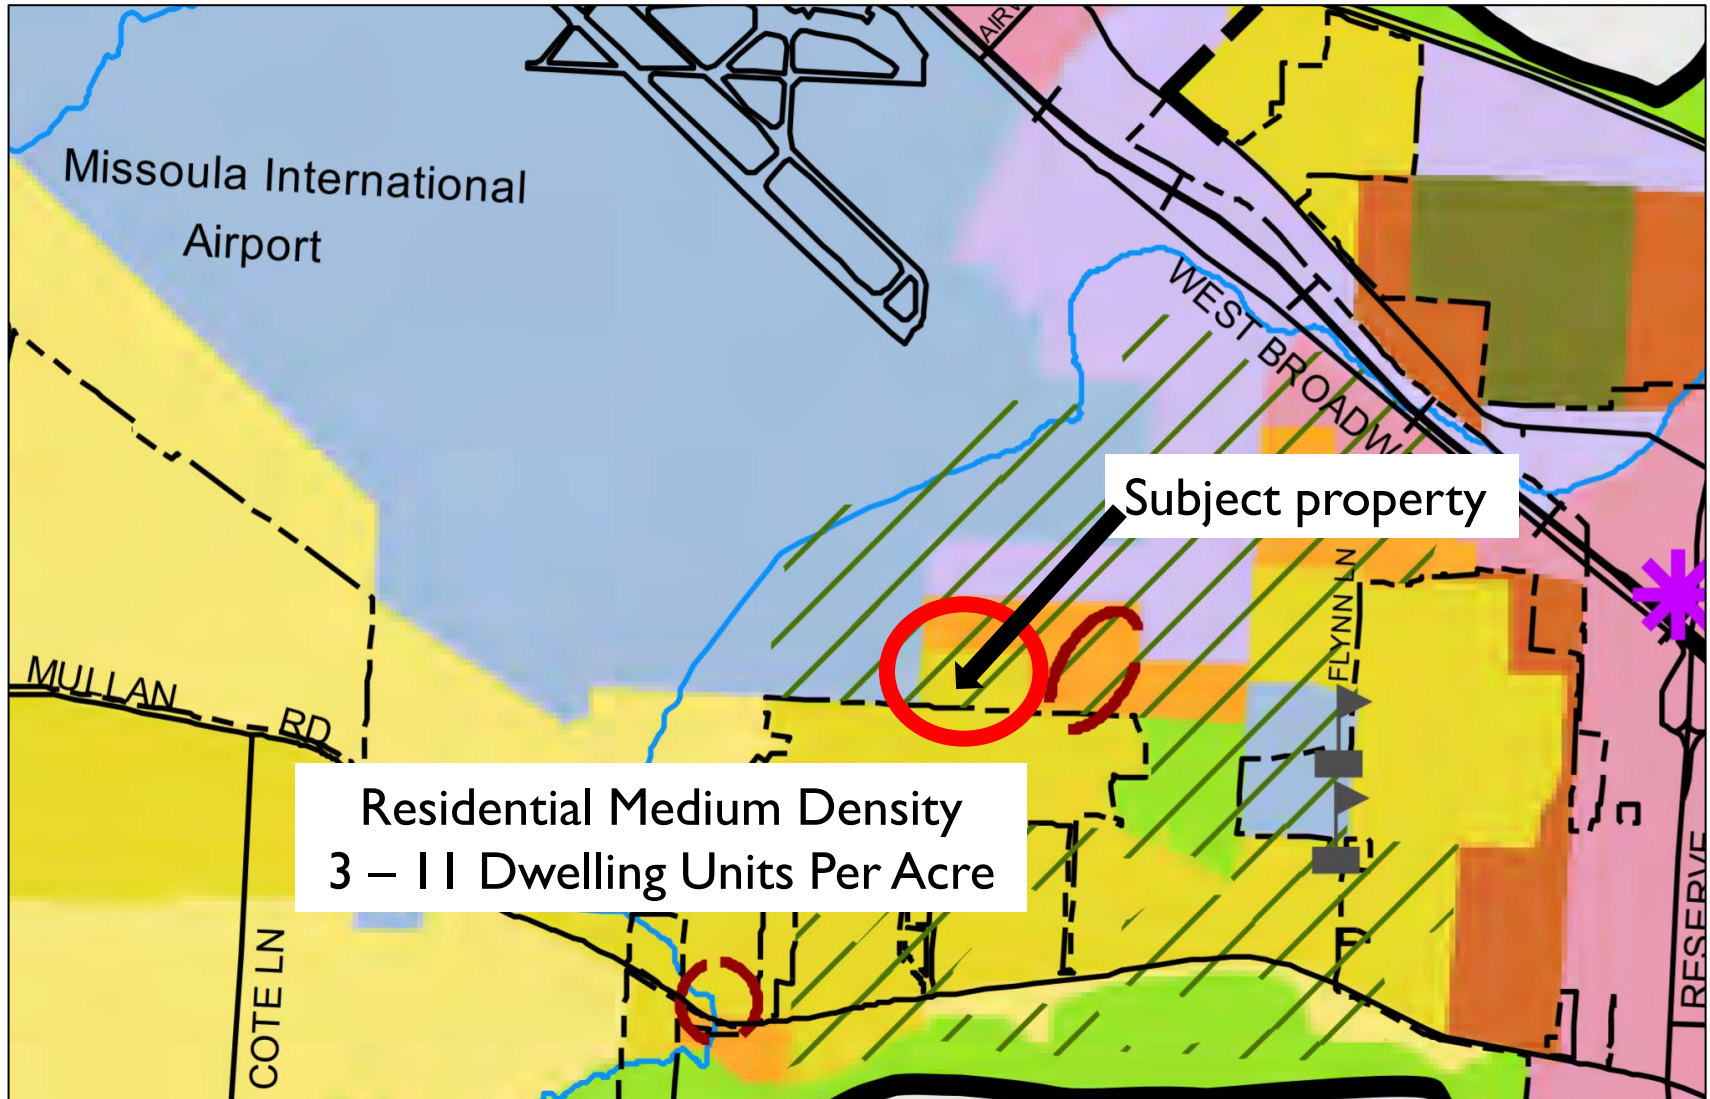 AIRW
Missoula International
Airport
WEST BROADW
Subject property
FLYNN LN
MULLAN
RD
Residential Medium Density
3 – 11 Dwelling Units Per Acre
COTE LN
RESERVE